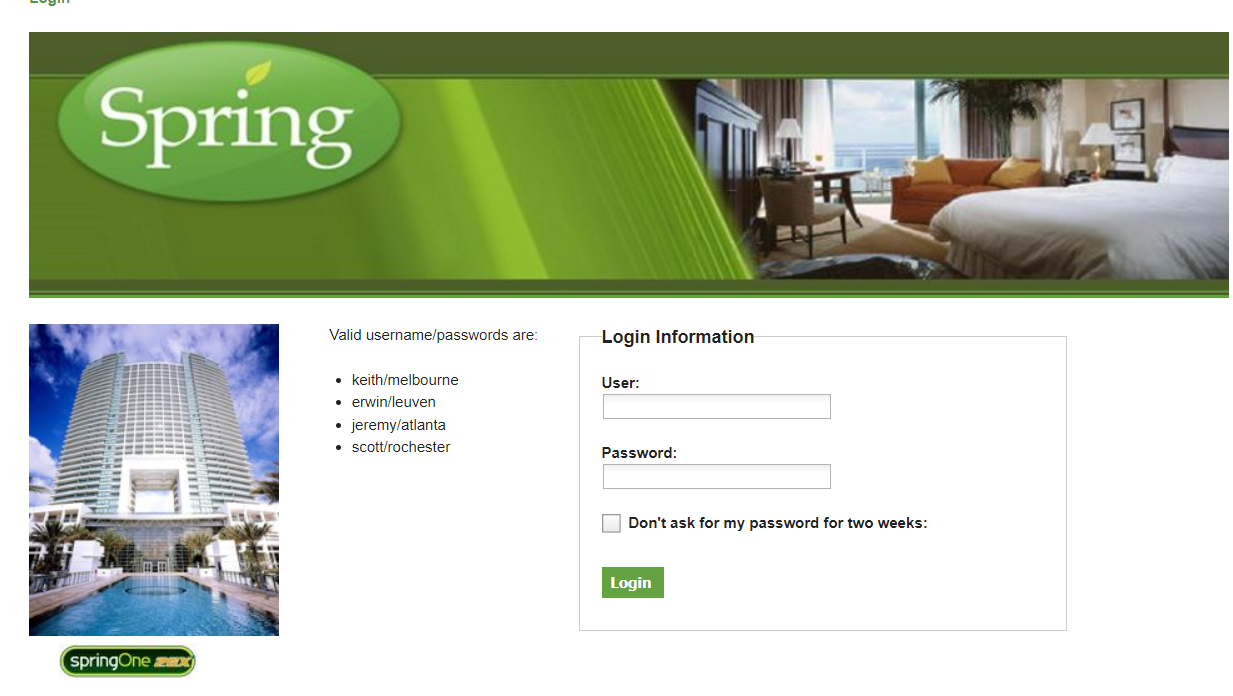 Login
Spring
Valid username/passwords are:
keith/melbourne
erwin/leuven
jeremy/atlanta
scott/rochester
Login Information
User:
Password:
Don't ask for my password for two weeks:
Login
springOne 2GX